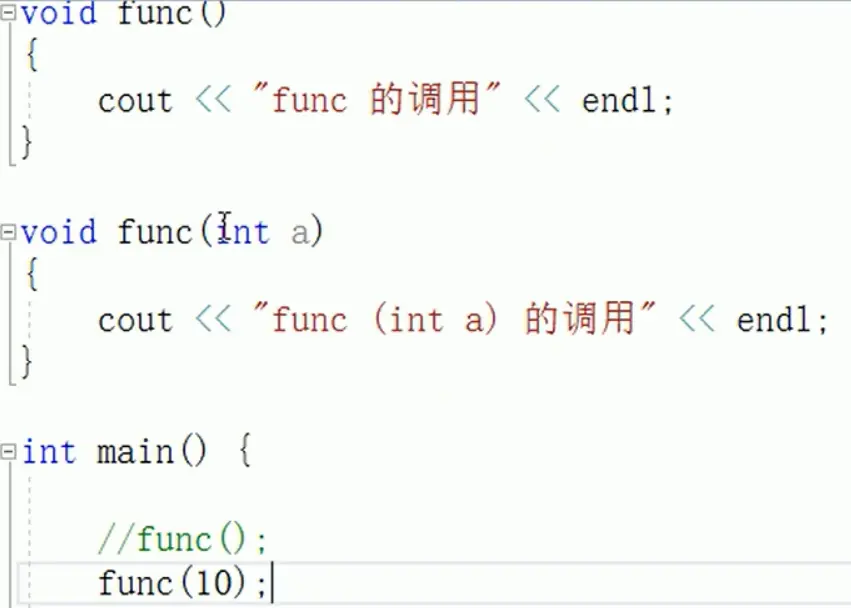 void func()
{
cout << "func 的调用" << endl;
}
void func(int a)
{
cout << "func (int a) 的调用" << endl;
}
int main() {
//func();
func(10);